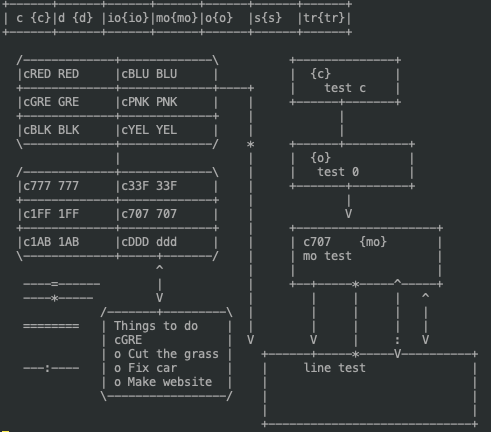 c {c} d {d} io{io} mo{mo} o{o} s{s} tr{tr}
cRED RED cBLU BLU
cGRE GRE cPNK PNK
cBLK BLK cYEL YEL
c777 777 c33F 33F
c1FF 1FF c707 707
c1AB 1AB cDDD ddd
Things to do
cGRE
o Cut the grass
o Fix car
o Make website
{c}
test c
{o}
test 0
c707 {mo}
mo test
line test